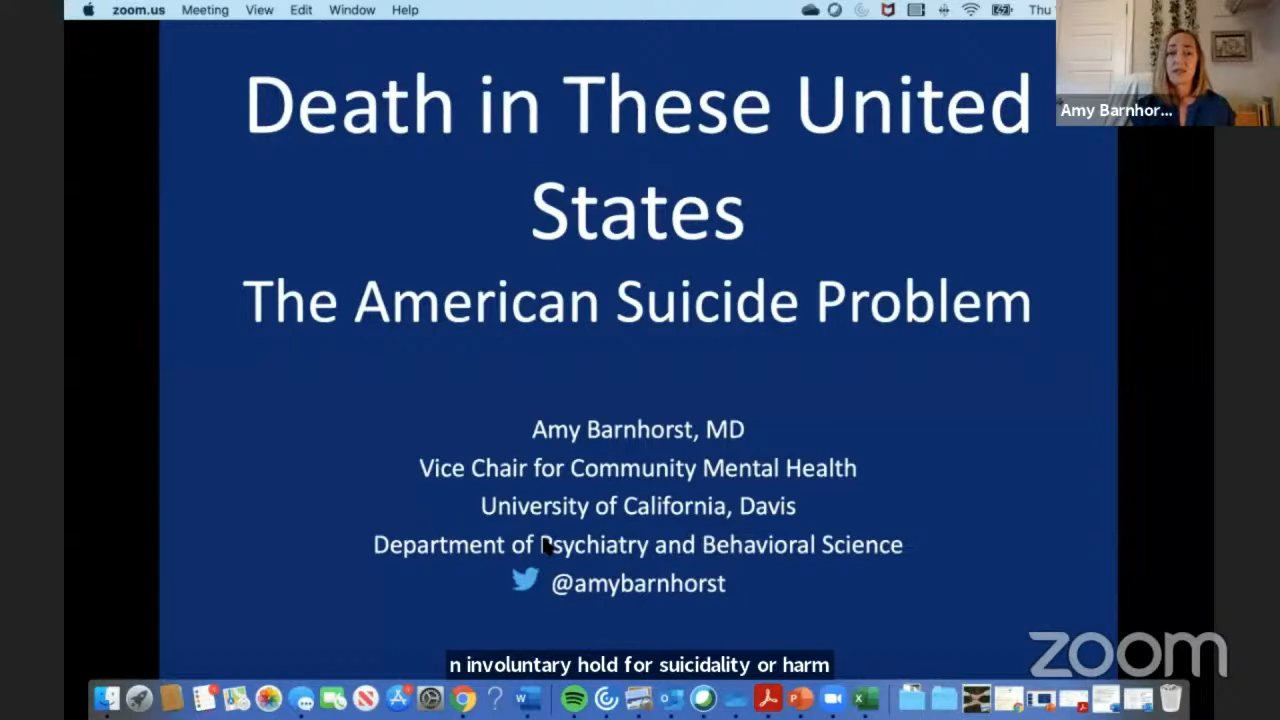 zoom.us Meeting View Edit Window Help
Thu
Death in These United
States
The American Suicide Problem
Amy Barnhor...
Amy Barnhorst, MD
Vice Chair for Community Mental Health
University of California, Davis
Department of Psychiatry and Behavioral Science
@amybarnhorst
n involuntary hold for suicidality or harm
zoom